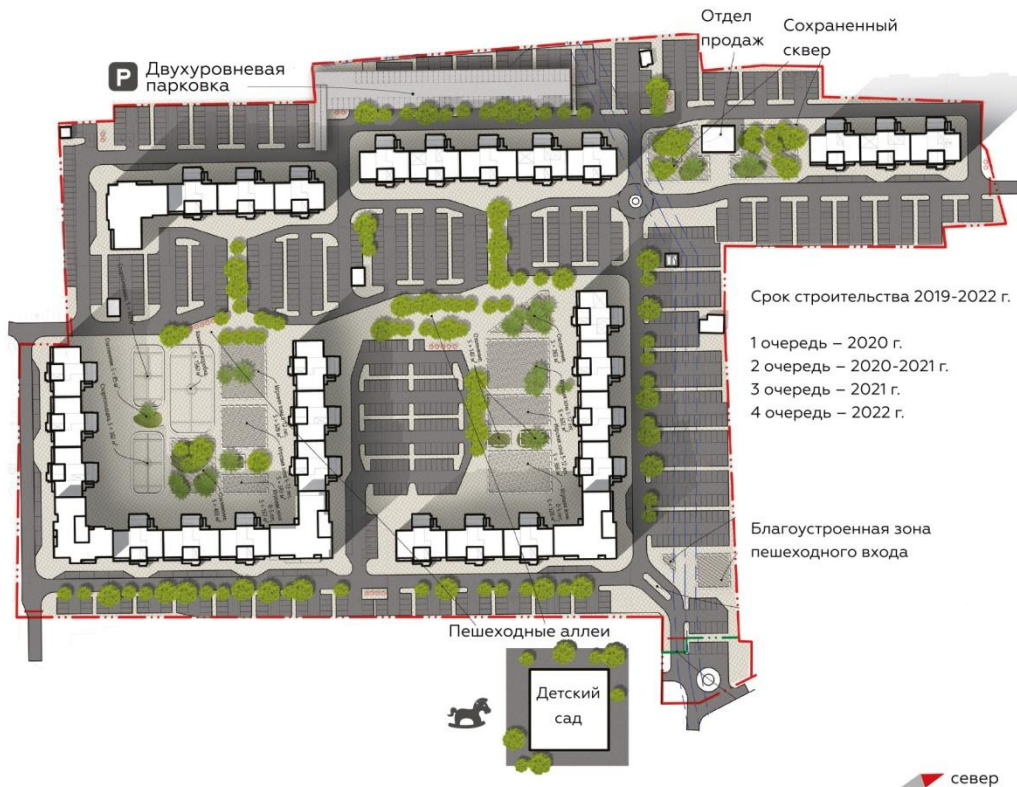 Отдел
продаж
Сохраненный
сквер
P
Двухуровневая
парковка
Срок строительства 2019-2022 г.
1 очередь – 2020 г.
2 очередь – 2020-2021 г.
3 очередь – 2021 г.
4 очередь – 2022 г.
Благоустроенная зона
пешеходного входа
Пешеходные аллеи
Детский
сад
север